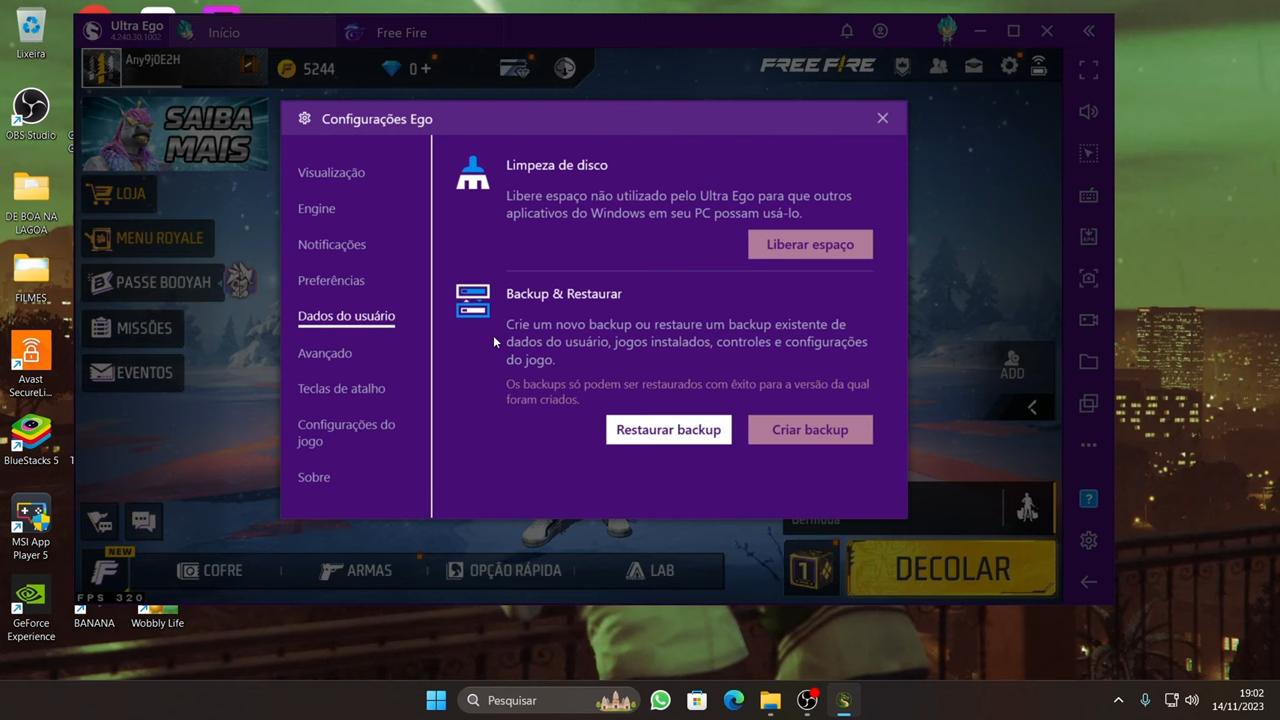 Lixeira
OBS Studio
DE BOA NA
LAGOA
FILMES
Avast
SecureLi...
BlueStacks 5
MSI App
Player 5
GeForce
Experience
BANANA
Wobbly Life
Ultra Ego
4.240.30.1002
Início
Free Fire
Any9j0E2H
5244
0 +
FREE FIRE
SAIBA
MAIS
LOJA
MENU ROYALE
PASSE BOOYAH
MISSÕES
EVENTOS
Configurações Ego
Visualização
Engine
Notificações
Preferências
Dados do usuário
Avançado
Teclas de atalho
Configurações do
jogo
Sobre
Limpeza de disco
Libere espaço não utilizado pelo Ultra Ego para que outros
aplicativos do Windows em seu PC possam usá-lo.
Liberar espaço
Backup & Restaurar
Crie um novo backup ou restaure um backup existente de
dados do usuário, jogos instalados, controles e configurações
do jogo.
Os backups só podem ser restaurados com êxito para a versão da qual
foram criados.
Restaurar backup
Criar backup
ADD
Bermuda
NEW
COFRE
ARMAS
OPÇÃO RÁPIDA
LAB
1
DECOLAR
FPS 320
Pesquisar
19:02
14/11/2023